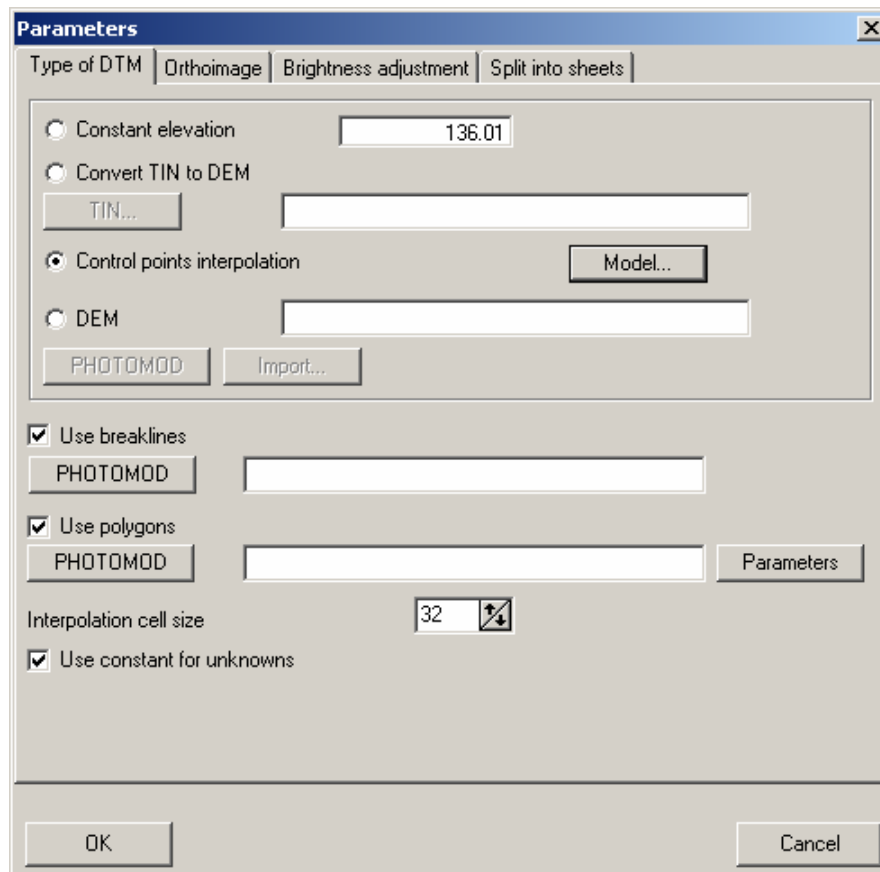 Parameters
Type of DTM Orthoimage Brightness adjustment Split into sheets
Constant elevation 136.01
Convert TIN to DEM
TIN...
Control points interpolation Model...
DEM
PHOTOMOD Import...
Use breaklines
PHOTOMOD
Use polygons
PHOTOMOD Parameters
Interpolation cell size 32
Use constant for unknowns
OK Cancel